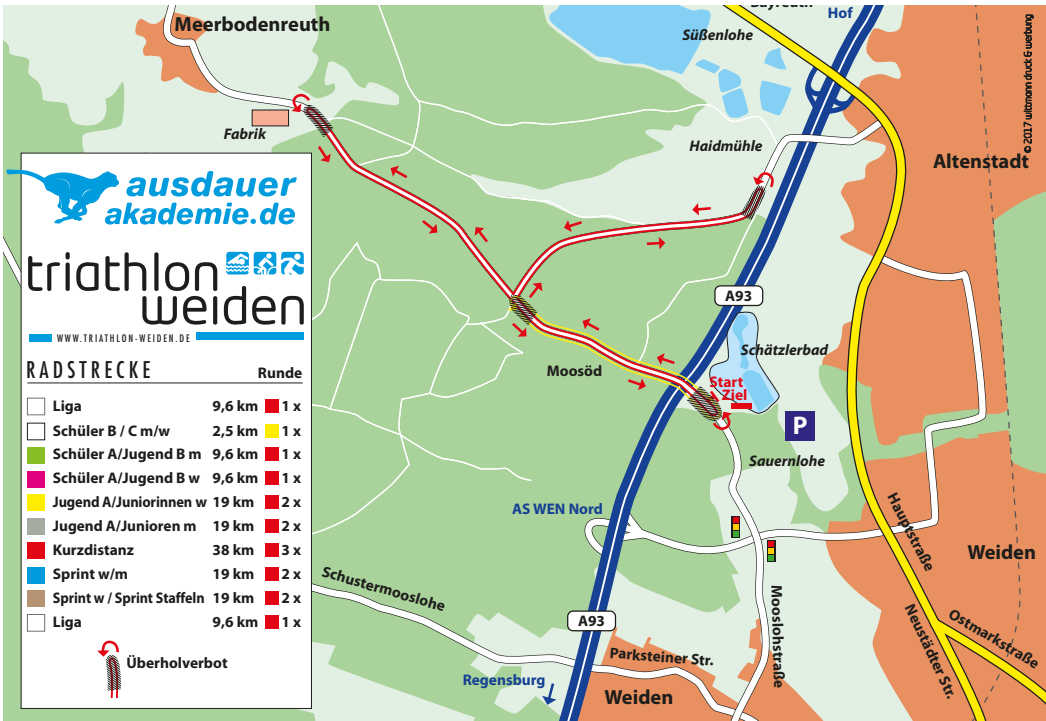 Meerbodenreuth
Bayreuth
Hof
Süßenlohe
© 2017 wittmann druck & werbung
Fabrik
Haidmühle
Altenstadt
ausdauer
akademie.de
triathlon
weiden
WWW.TRIATHLON-WEIDEN.DE
RADSTRECKE Runde
Liga 9,6 km 1 x
Schüler B / C m/w 2,5 km 1 x
Schüler A/Jugend B m 9,6 km 1 x
Schüler A/Jugend B w 9,6 km 1 x
Jugend A/Juniorinnen w 19 km 2 x
Jugend A/Junioren m 19 km 2 x
Kurzdistanz 38 km 3 x
Sprint w/m 19 km 2 x
Sprint w / Sprint Staffeln 19 km 2 x
Liga 9,6 km 1 x
Überholverbot
A93
Schätzlerbad
Moosöd
Start
Ziel
P
Sauernlohe
AS WEN Nord
Hauptstraße
Weiden
Schustermooslohe
A93
Mooslohstraße
Neustädter Str.
Ostmarkstraße
Parksteiner Str.
Regensburg
Weiden